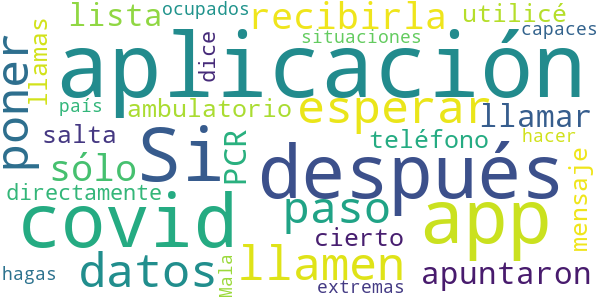 ocupados
lista
recibirla
utilicé
llamas
dice
situaciones
capaces
aplicación
poner
país
ambulatorio
esperar
llamar
salta
Si
PCR
teléfono
hacer
sólo
después
mensaje
directamente
covid
paso
app
cierto
datos
llamen
hagas
Mala
extremas
apuntaron